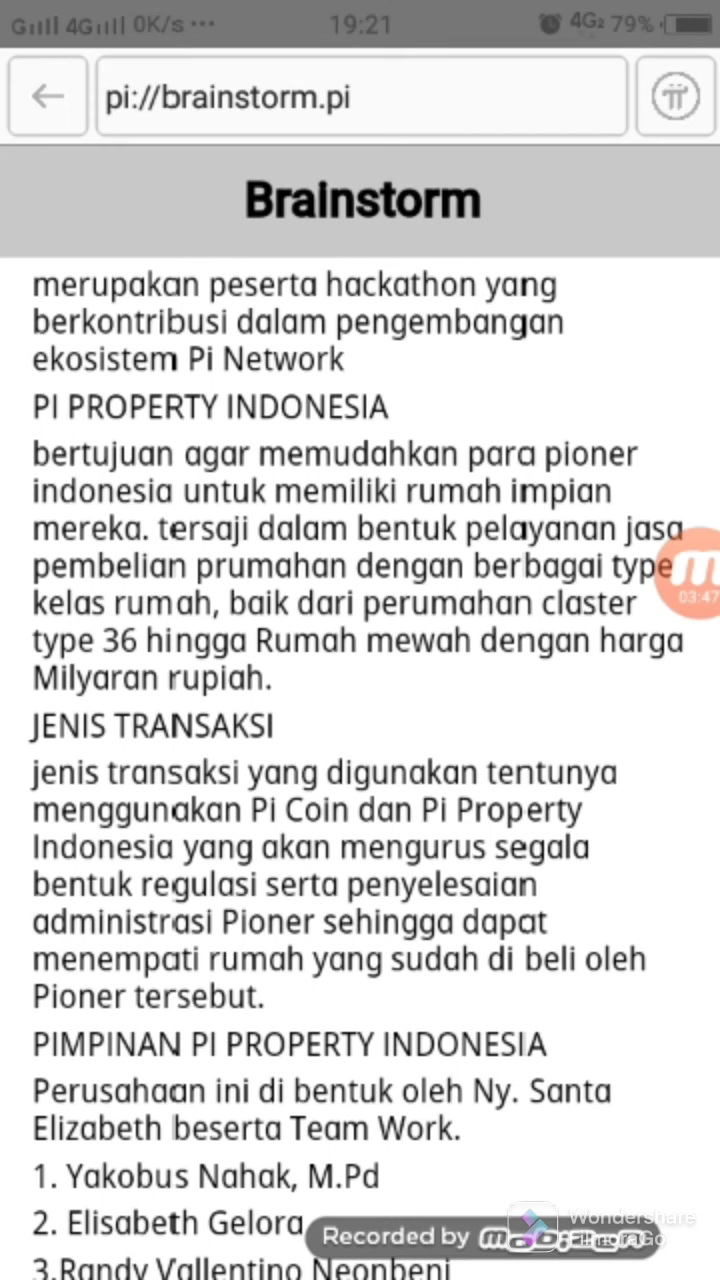 4G 0K/s ··· 19:21 4G2 79%
pi://brainstorm.pi
Brainstorm
merupakan peserta hackathon yang
berkontribusi dalam pengembangan
ekosistem Pi Network
PI PROPERTY INDONESIA
bertujuan agar memudahkan para pioner
indonesia untuk memiliki rumah impian
mereka. tersaji dalam bentuk pelayanan jasa
pembelian prumahan dengan berbagai type
kelas rumah, baik dari perumahan claster
type 36 hingga Rumah mewah dengan harga
Milyaran rupiah.
03:47
JENIS TRANSAKSI
jenis transaksi yang digunakan tentunya
menggunakan Pi Coin dan Pi Property
Indonesia yang akan mengurus segala
bentuk regulasi serta penyelesaian
administrasi Pioner sehingga dapat
menempati rumah yang sudah di beli oleh
Pioner tersebut.
PIMPINAN PI PROPERTY INDONESIA
Perusahaan ini di bentuk oleh Ny. Santa
Elizabeth beserta Team Work.
1. Yakobus Nahak, M.Pd
2. Elisabeth Gelora
3.Randy Vallentino Neonbeni
Recorded by
Wondershare
FilmoraGo